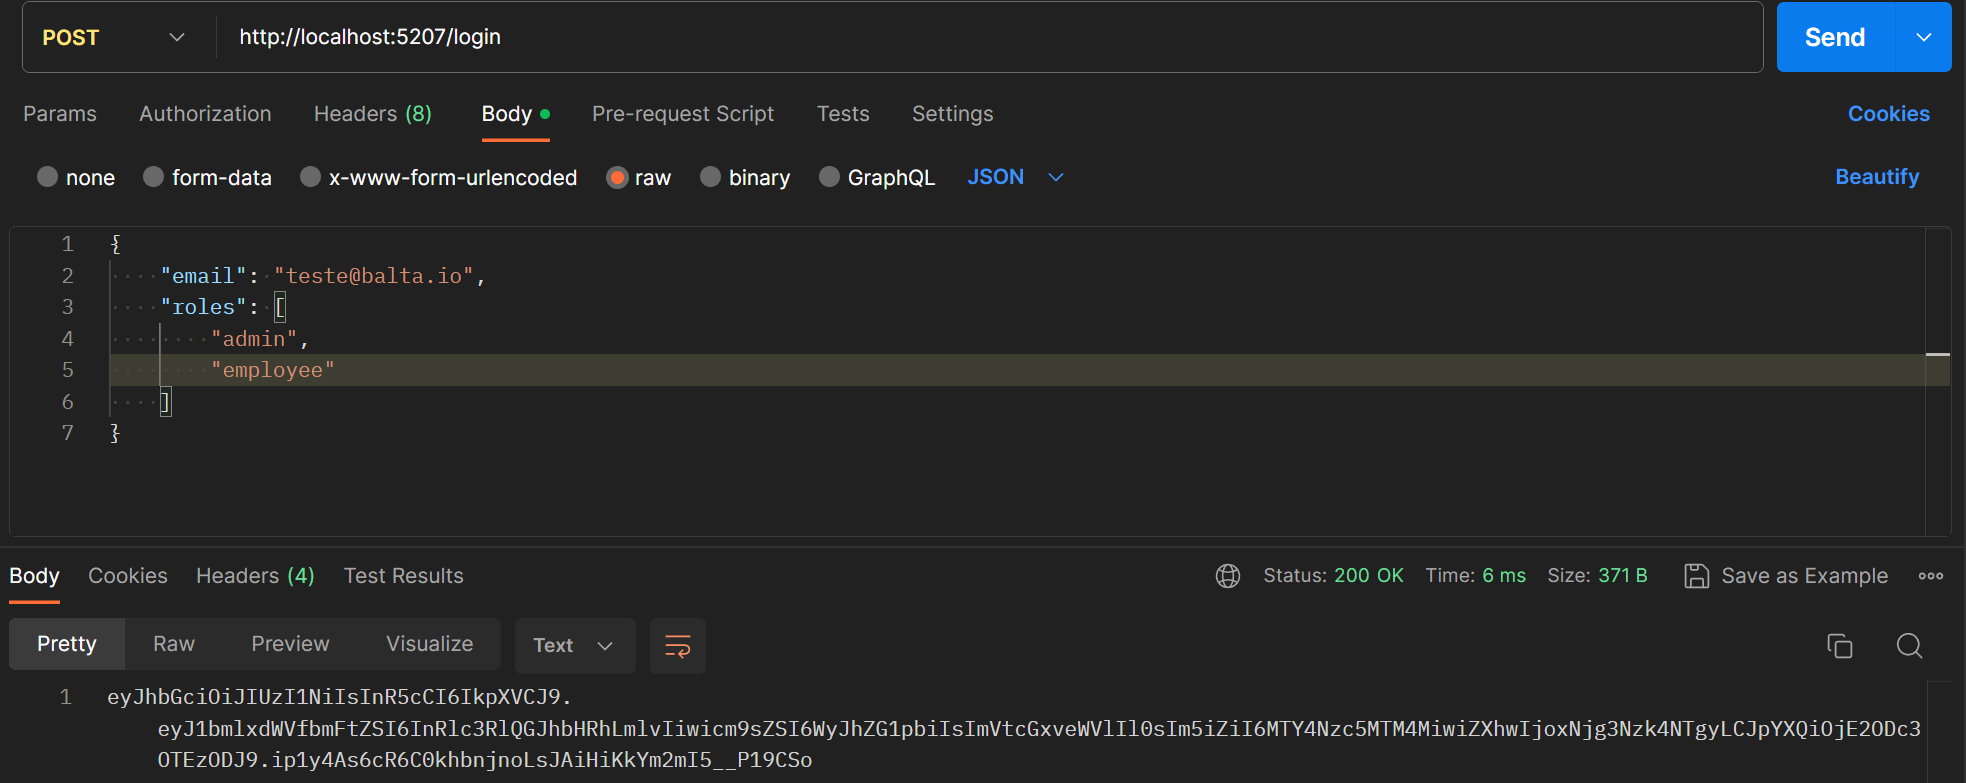 POST http://localhost:5207/login Send
Params Authorization Headers (8) Body Pre-request Script Tests Settings Cookies
none form-data x-www-form-urlencoded raw binary GraphQL JSON Beautify
1 {
2 "email": "teste@balta.io",
3 "roles": [
4 "admin",
5 "employee"
6 ]
7 }
Body Cookies Headers (4) Test Results Status: 200 OK Time: 6 ms Size: 371 B Save as Example
Pretty Raw Preview Visualize Text
1 eyJhbGciOiJIUzI1NiIsInR5cCI6IkpXVCJ9.
eyJ1bmlxdWVfbmFtZSI6InRlc3RlQGJhbHRhLmlvIiwicm9sZSI6WyJhZG1pbiIsImVtcGxveWVlIl0sIm5iZiI6MTY4Nzc5MTM4MiwiZXhwIjoxNjg3Nzk4NTgyLCJpYXQiOjE2ODc3
OTEzODJ9.ip1y4As6cR6C0khbnjnoLsJAiHiKkYm2mI5__P19CSo